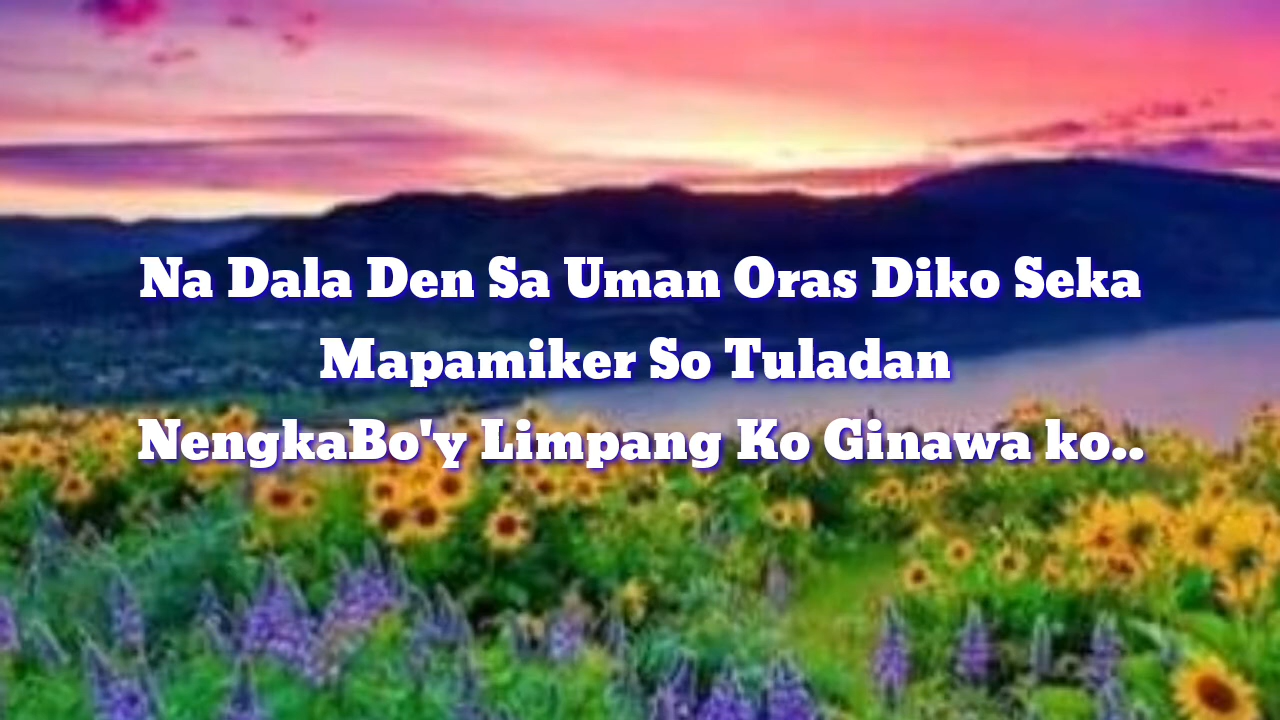 Na Dala Den Sa Uman Oras Diko Seka
Mapamiker So Tuladan
NengkaBo'y Limpang Ko Ginawa ko..